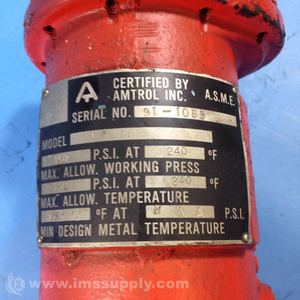 CERTIFIED BY
AMTROL INC. A.S.M.E.
SERIAL NO. 91-1085
MODEL
P.S.I. AT 240 °F
MAX. ALLOW. WORKING PRESS
P.S.I. AT 240 °F
MAX. ALLOW. TEMPERATURE
°F AT P.S.I.
MIN DESIGN METAL TEMPERATURE
© www.imssupply.com